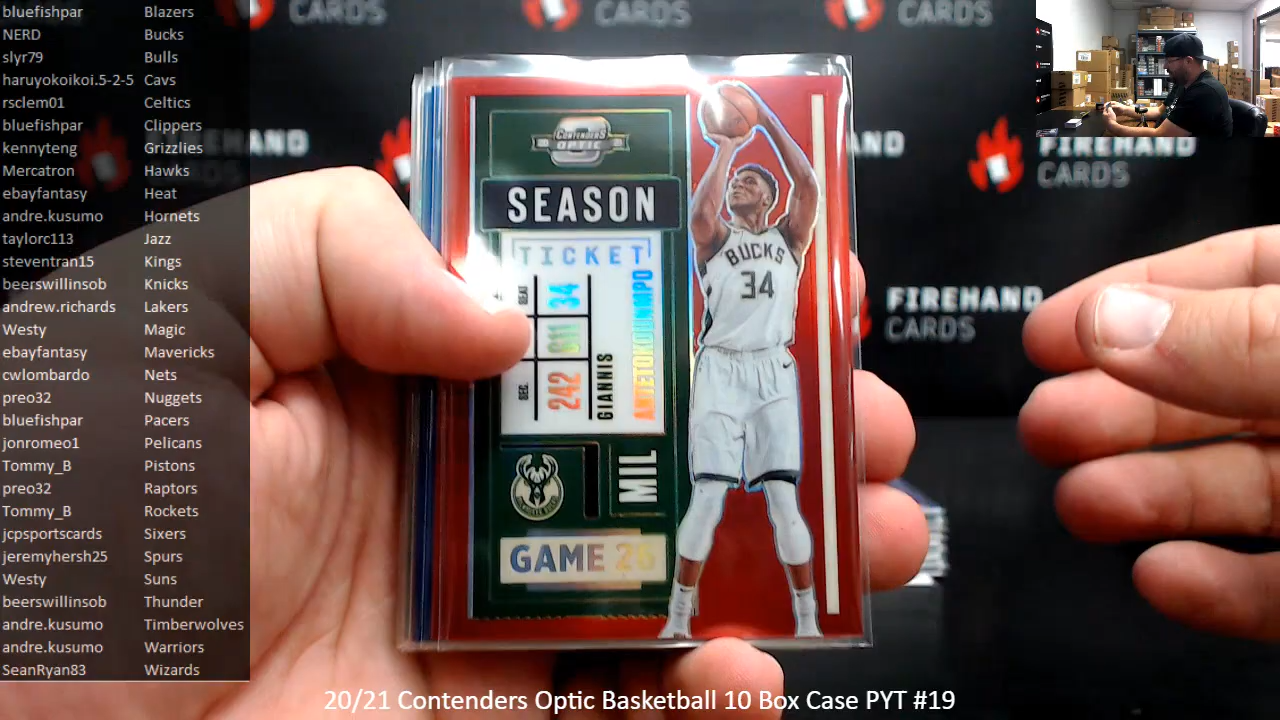 bluefishpar Blazers
NERD Bucks
slyr79 Bulls
haruyokoikoi.5-2-5 Cavs
rsclem01 Celtics
bluefishpar Clippers
kennyteng Grizzlies
Mercatron Hawks
ebayfantasy Heat
andre.kusumo Hornets
taylorc113 Jazz
steventran15 Kings
beerswillinsob Knicks
andrew.richards Lakers
Westy Magic
ebayfantasy Mavericks
cwlombardo Nets
preo32 Nuggets
bluefishpar Pacers
jonromeo1 Pelicans
Tommy_B Pistons
preo32 Raptors
Tommy_B Rockets
jcpsportscards Sixers
jeremyhersh25 Spurs
Westy Suns
beerswillinsob Thunder
andre.kusumo Timberwolves
andre.kusumo Warriors
SeanRyan83 Wizards
CARDS
CARDS
CARDS
CONTENDERS
OPTIC
SEASON
TICKET
SEAT 34
SEC. 242
GIANNIS
ANTETOKOUNMPO
MIL
GAME 26
BUCKS
34
FIREHAND
CARDS
FIREHAND
CARDS
20/21 Contenders Optic Basketball 10 Box Case PYT #19